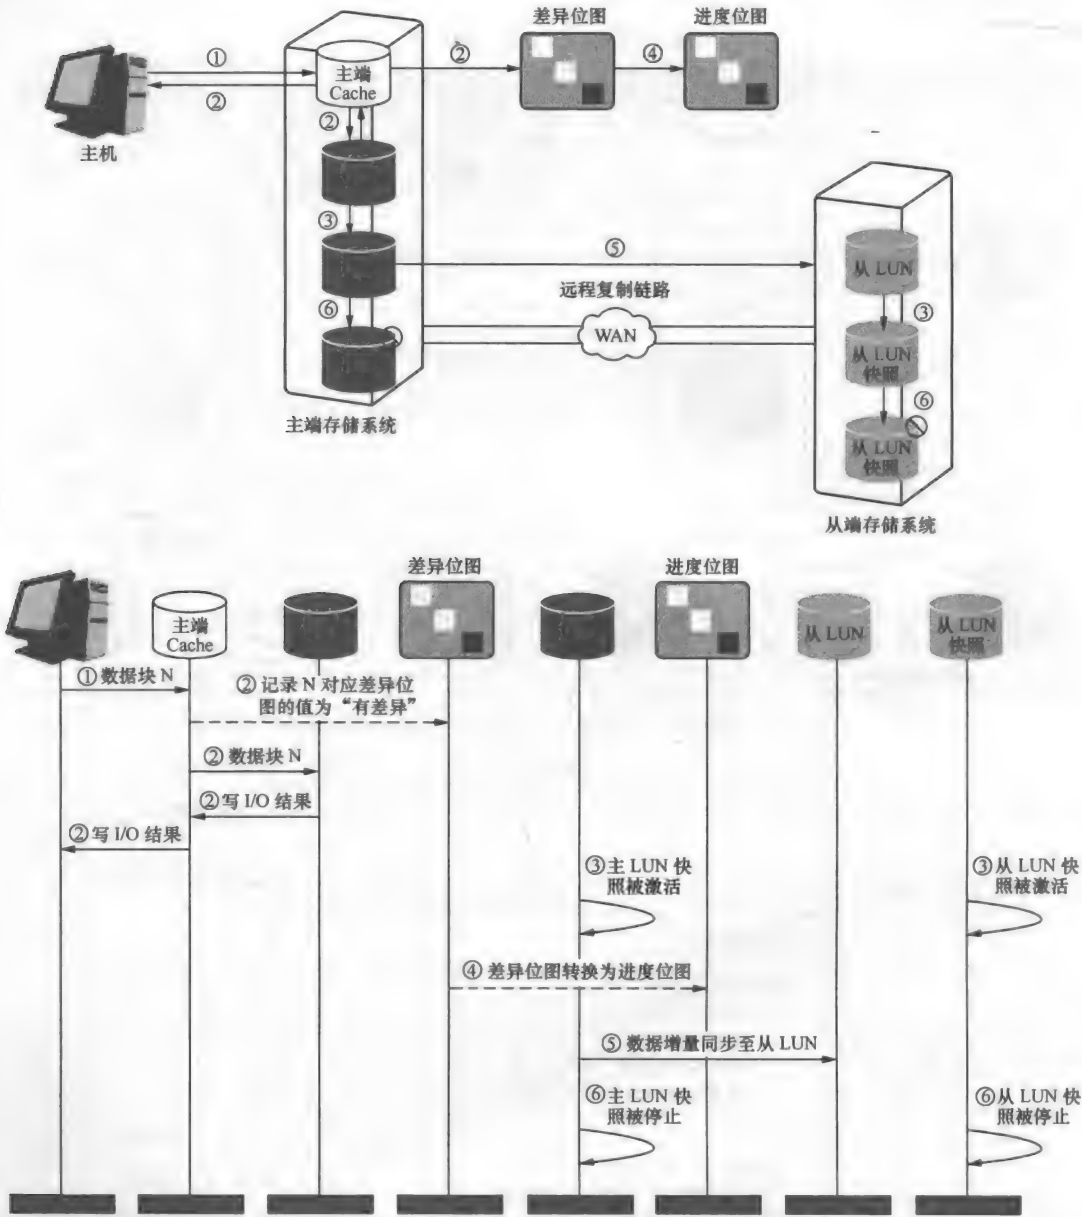 差异位图
进度位图
①
②
④
主端
Cache
②
②
主机
③
⑤
从 LUN
远程复制链路
⑥
③
WAN
从 LUN
快照
⑥
主端存储系统
从 LUN
快照
从端存储系统
差异位图
进度位图
主端
Cache
从 LUN
从 LUN
快照
①数据块 N
②记录 N 对应差异位
图的值为“有差异”
②数据块 N
②写 I/O 结果
②写 I/O 结果
③主 LUN 快
照被激活
③从 LUN 快
照被激活
④差异位图转换为进度位图
⑤数据增量同步至从 LUN
⑥主 LUN 快
照被停止
⑥从 LUN 快
照被停止